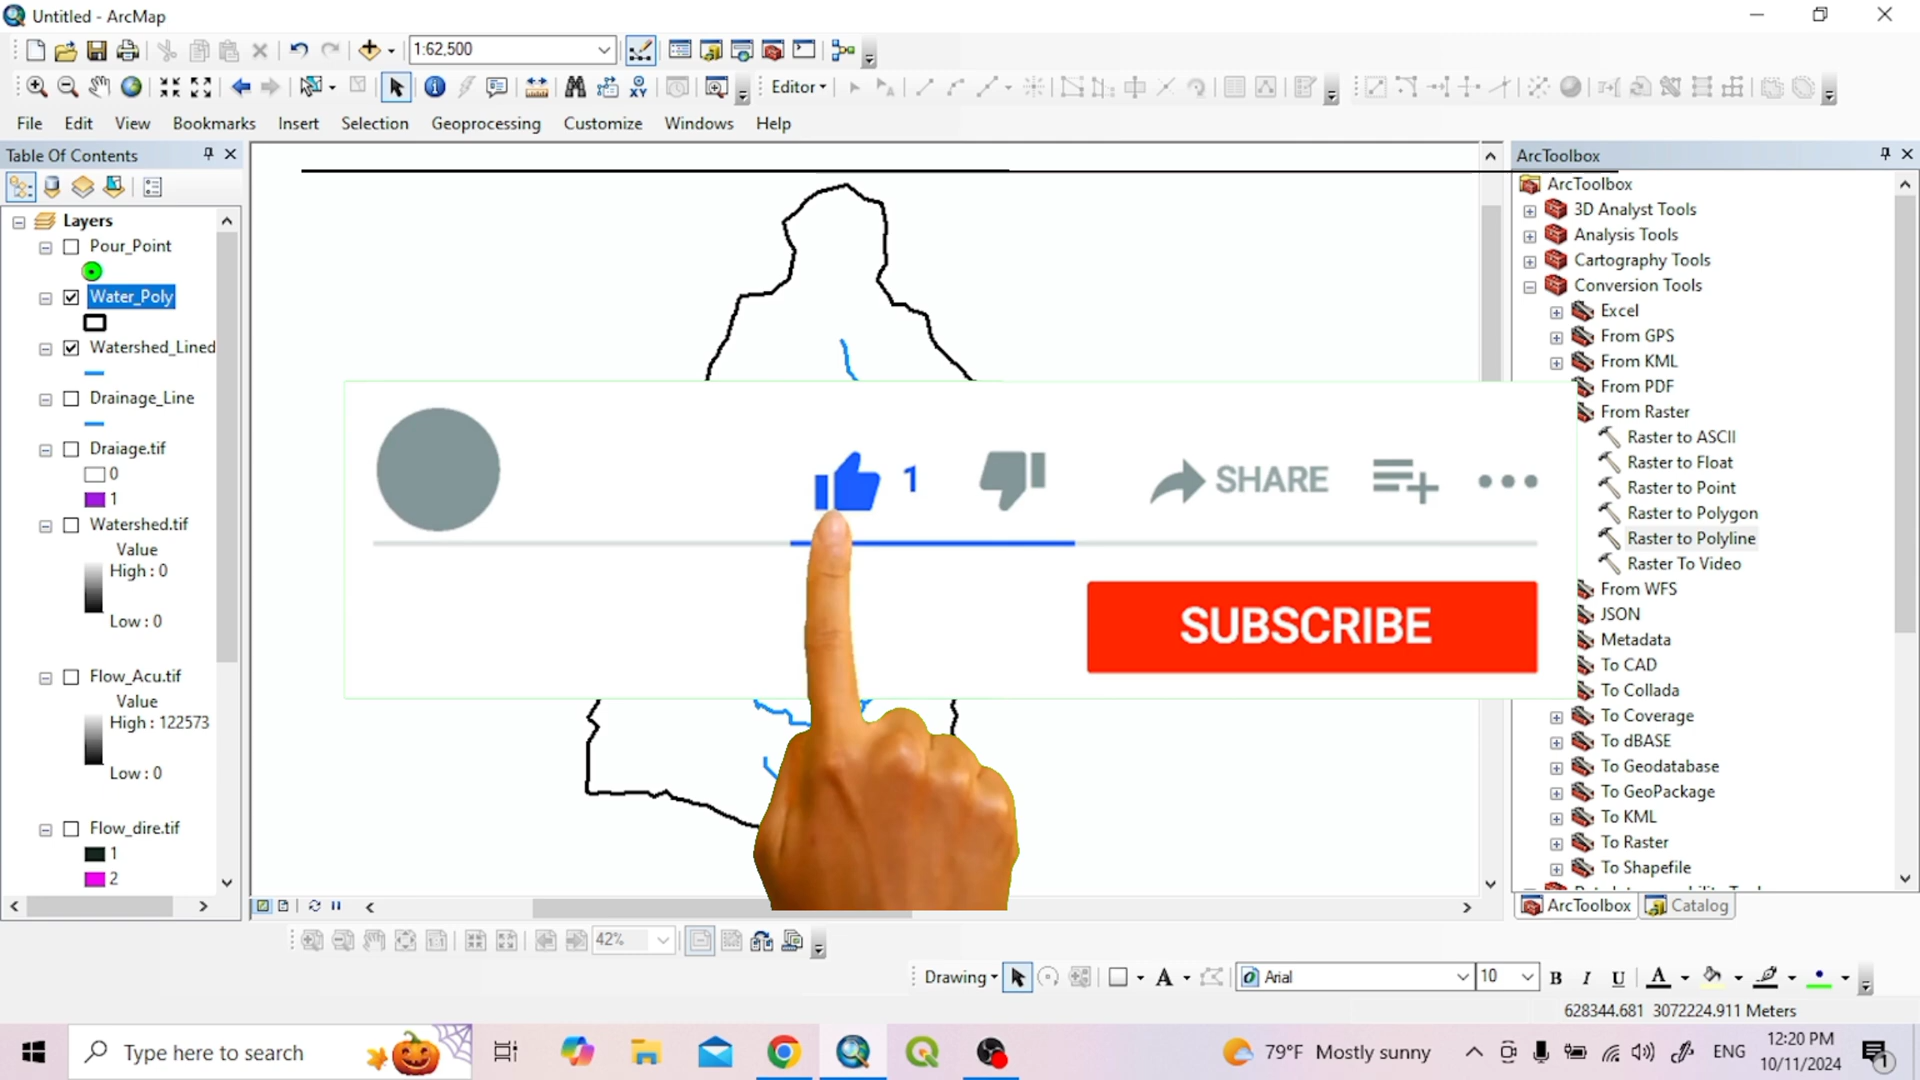 Untitled - ArcMap
1:62,500
Editor
File Edit View Bookmarks Insert Selection Geoprocessing Customize Windows Help
Table Of Contents
Layers
Pour_Point
Water_Poly
Watershed_Lined
Drainage_Line
Draiage.tif
0
1
Watershed.tif
Value
High : 0
Low : 0
Flow_Acu.tif
Value
High : 122573
Low : 0
Flow_dire.tif
1
2
1
SHARE
SUBSCRIBE
ArcToolbox
ArcToolbox
3D Analyst Tools
Analysis Tools
Cartography Tools
Conversion Tools
Excel
From GPS
From KML
From PDF
From Raster
Raster to ASCII
Raster to Float
Raster to Point
Raster to Polygon
Raster to Polyline
Raster To Video
From WFS
JSON
Metadata
To CAD
To Collada
To Coverage
To dBASE
To Geodatabase
To GeoPackage
To KML
To Raster
To Shapefile
ArcToolbox Catalog
42%
Drawing A Arial 10 B I U A
628344.681 3072224.911 Meters
Type here to search
79°F Mostly sunny
ENG
12:20 PM
10/11/2024
1